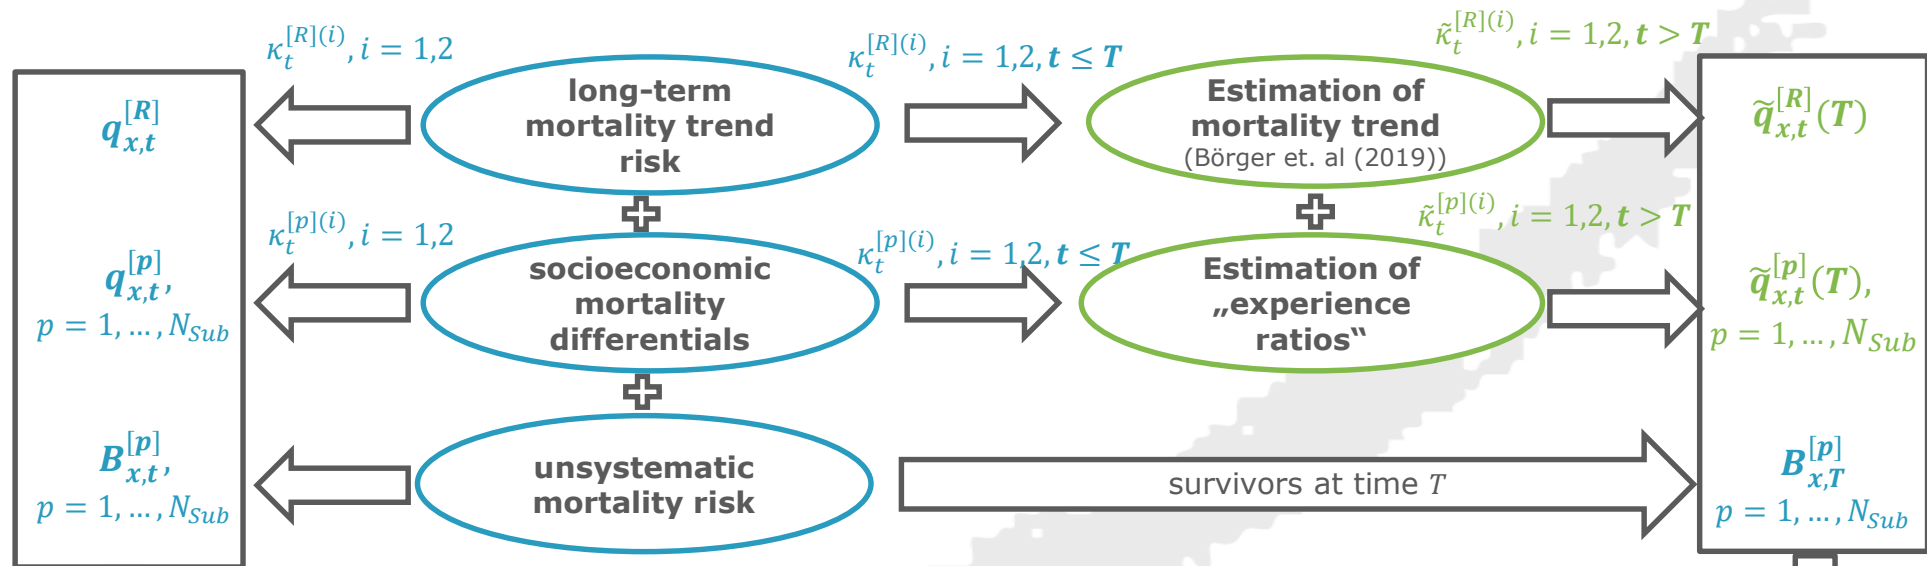 κ_t^{[R](i)}, i = 1,2
κ_t^{[R](i)}, i = 1,2, t ≤ T
κ̃_t^{[R](i)}, i = 1,2, t > T
q_{x,t}^{[R]}
long-term
mortality trend
risk
Estimation of
mortality trend
(Börger et. al (2019))
q̃_{x,t}^{[R]}(T)
κ_t^{[p](i)}, i = 1,2
κ_t^{[p](i)}, i = 1,2, t ≤ T
κ̃_t^{[p](i)}, i = 1,2, t > T
q_{x,t}^{[p]},
p = 1, … , N_{Sub}
socioeconomic
mortality
differentials
Estimation of
„experience
ratios“
q̃_{x,t}^{[p]}(T),
p = 1, … , N_{Sub}
B_{x,t}^{[p]},
p = 1, … , N_{Sub}
unsystematic
mortality risk
survivors at time T
B_{x,T}^{[p]}
p = 1, … , N_{Sub}